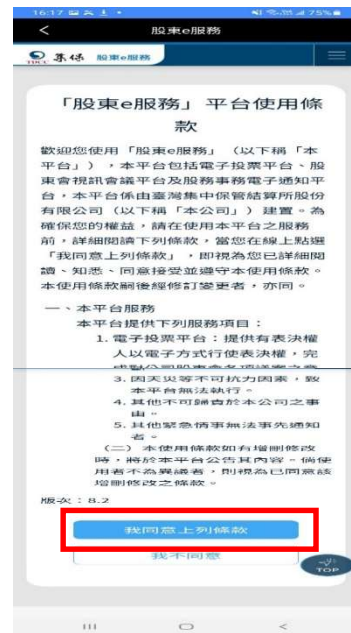 16:17
75%
股東e服務
TDCC 集保 股東e服務
「股東e服務」平台使用條
款
歡迎您使用「股東e服務」（以下稱「本
平台」），本平台包括電子投票平台、股
東會視訊會議平台及股務事務電子通知平
台，本平台係由臺灣集中保管結算所股份
有限公司（以下稱「本公司」）建置。為
確保您的權益，請在使用本平台之服務
前，詳細閱讀下列條款，當您在線上點選
「我同意上列條款」，即視為您已詳細閱
讀、知悉、同意接受並遵守本使用條款。
本使用條款嗣後經修訂變更者，亦同。
一、本平台服務
本平台提供下列服務項目：
1. 電子投票平台：提供有表決權
人以電子方式行使表決權，完
3. 因天災等不可抗力因素，致
本平台無法執行。
4. 其他不可歸責於本公司之事
由。
5. 其他緊急情事無法事先通知
者。
（二）本使用條款如有增刪修改
時，將於本平台公告其內容。倘使
用者不為異議者，則視為已同意該
增刪修改之條款。
版次：8.2
我同意上列條款
我不同意
TOP